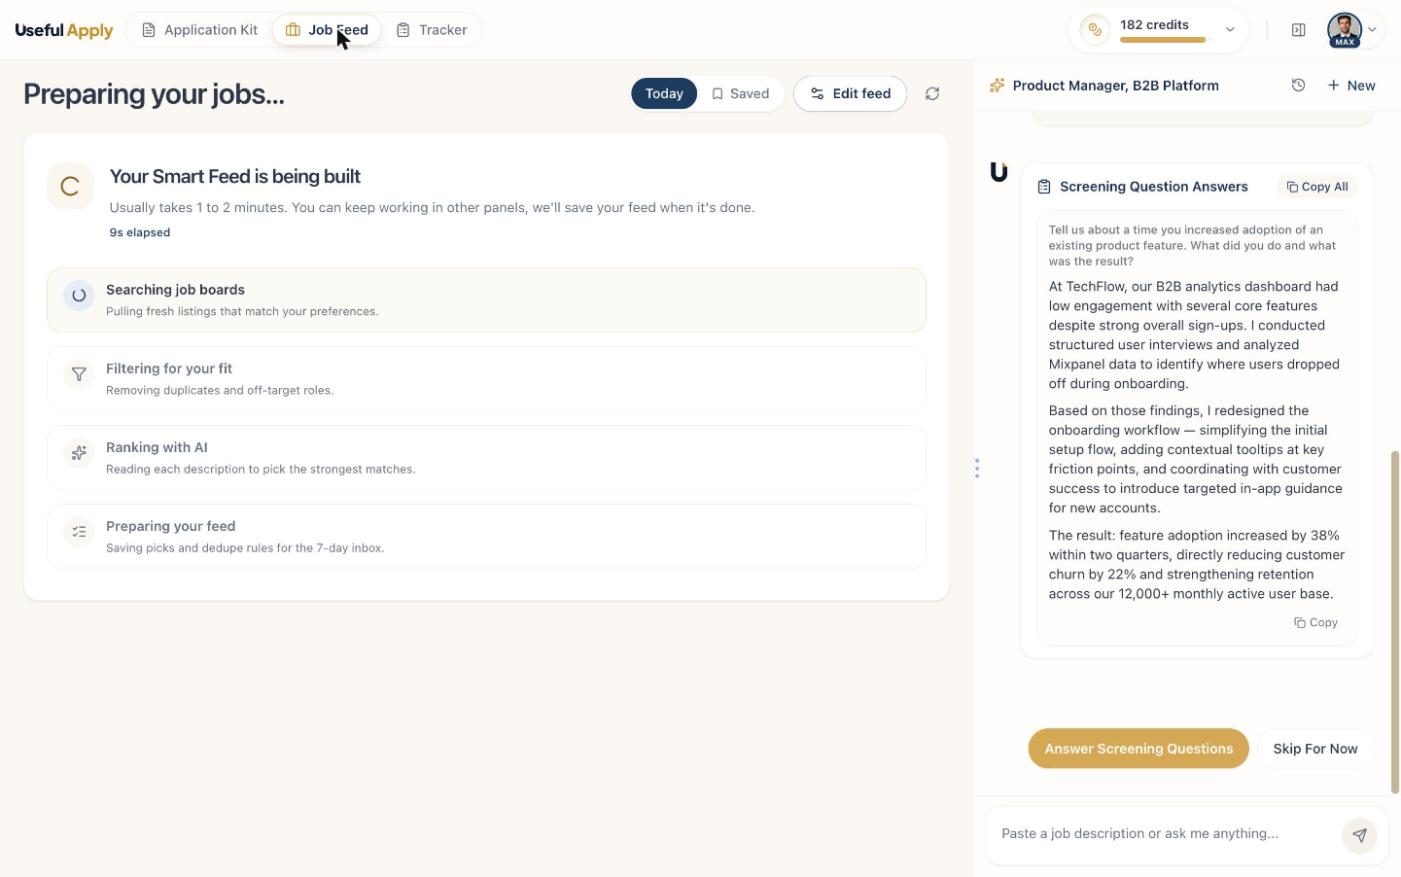 Useful Apply
Application Kit
Job Feed
Tracker
182 credits
MAX
Preparing your jobs...
Today
Saved
Edit feed
Your Smart Feed is being built
Usually takes 1 to 2 minutes. You can keep working in other panels, we'll save your feed when it's done.
9s elapsed
Searching job boards
Pulling fresh listings that match your preferences.
Filtering for your fit
Removing duplicates and off-target roles.
Ranking with AI
Reading each description to pick the strongest matches.
Preparing your feed
Saving picks and dedupe rules for the 7-day inbox.
Product Manager, B2B Platform
New
Screening Question Answers
Copy All
Tell us about a time you increased adoption of an
existing product feature. What did you do and what
was the result?
At TechFlow, our B2B analytics dashboard had
low engagement with several core features
despite strong overall sign-ups. I conducted
structured user interviews and analyzed
Mixpanel data to identify where users dropped
off during onboarding.
Based on those findings, I redesigned the
onboarding workflow — simplifying the initial
setup flow, adding contextual tooltips at key
friction points, and coordinating with customer
success to introduce targeted in-app guidance
for new accounts.
The result: feature adoption increased by 38%
within two quarters, directly reducing customer
churn by 22% and strengthening retention
across our 12,000+ monthly active user base.
Copy
Answer Screening Questions
Skip For Now
Paste a job description or ask me anything...